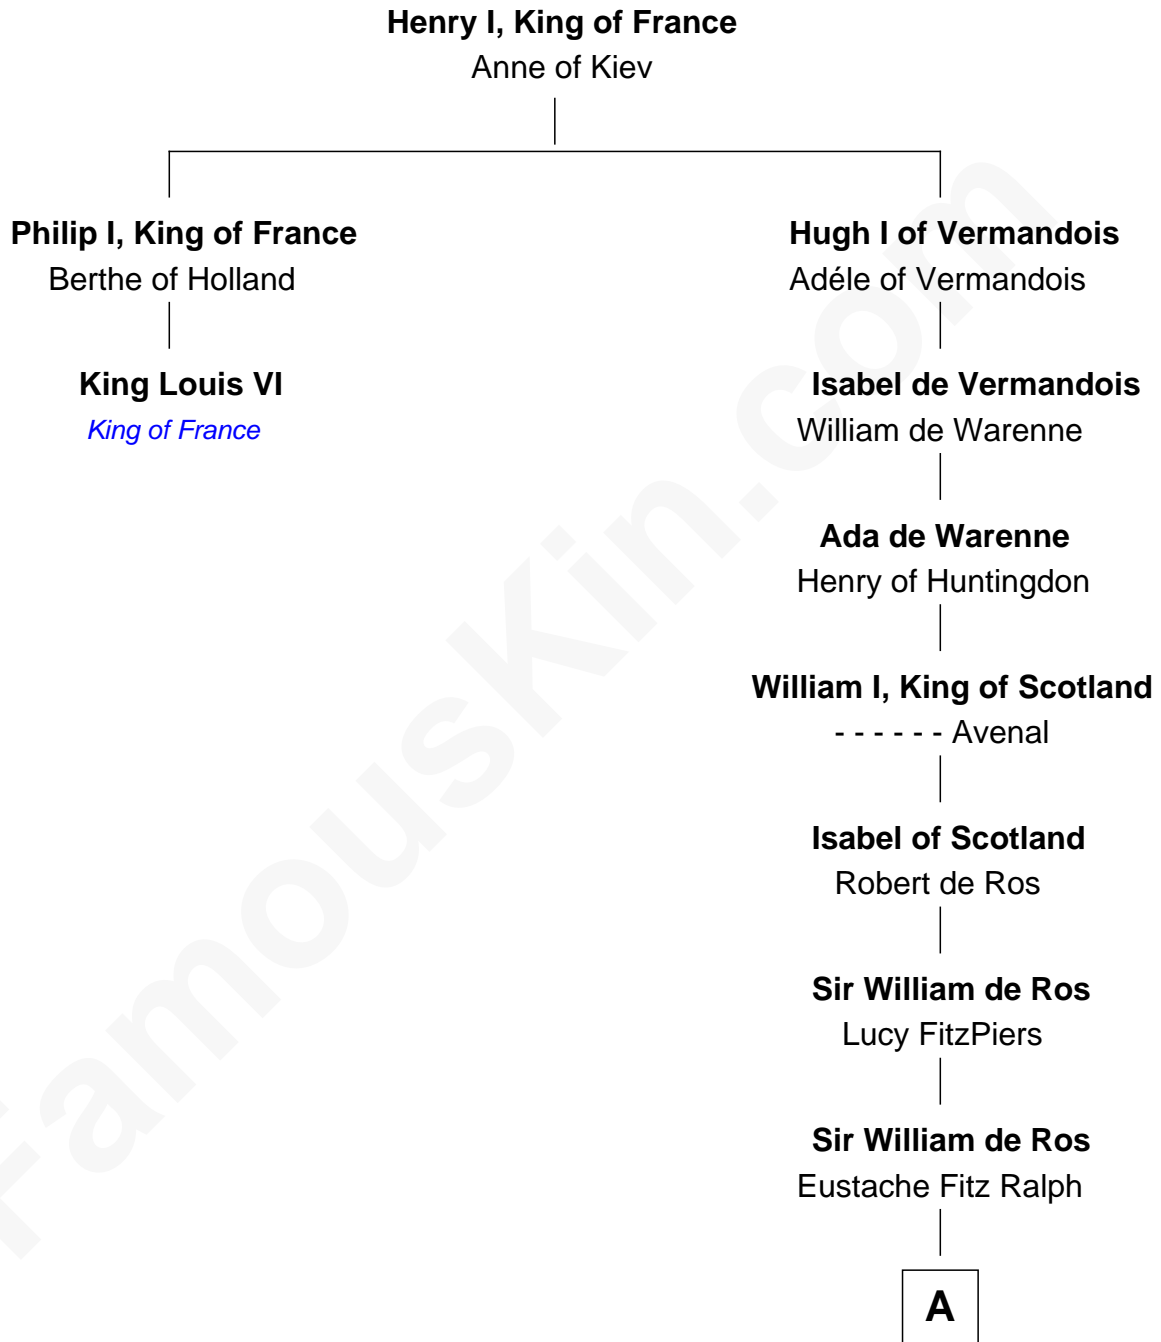 Henry I, King of France
Anne of Kiev
Philip I, King of France
Berthe of Holland
King Louis VI
King of France
Hugh I of Vermandois
Adéle of Vermandois
Isabel de Vermandois
William de Warenne
Ada de Warenne
Henry of Huntingdon
William I, King of Scotland
- - - - - - Avenal
Isabel of Scotland
Robert de Ros
Sir William de Ros
Lucy FitzPiers
Sir William de Ros
Eustache Fitz Ralph
A
FamousKin.com